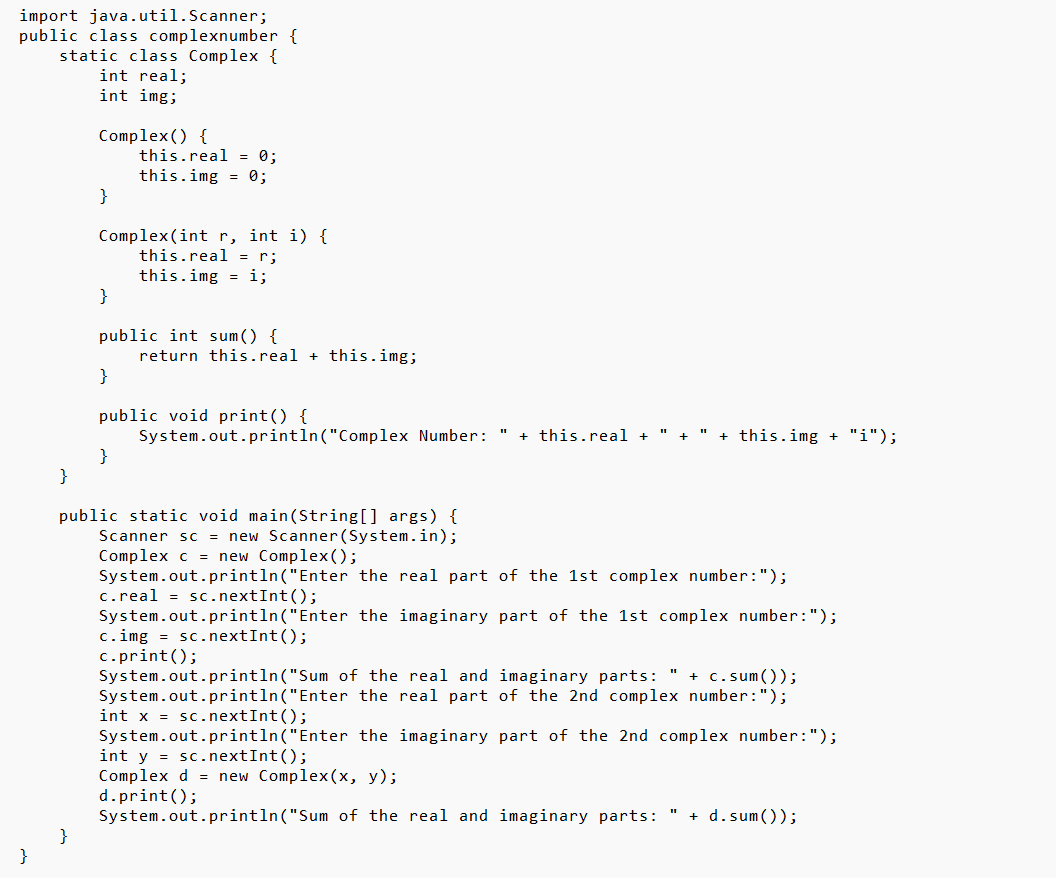 import java.util.Scanner;
public class complexnumber {
    static class Complex {
        int real;
        int img;

        Complex() {
            this.real = 0;
            this.img = 0;
        }

        Complex(int r, int i) {
            this.real = r;
            this.img = i;
        }

        public int sum() {
            return this.real + this.img;
        }

        public void print() {
            System.out.println("Complex Number: " + this.real + " + " + this.img + "i");
        }
    }

    public static void main(String[] args) {
        Scanner sc = new Scanner(System.in);
        Complex c = new Complex();
        System.out.println("Enter the real part of the 1st complex number:");
        c.real = sc.nextInt();
        System.out.println("Enter the imaginary part of the 1st complex number:");
        c.img = sc.nextInt();
        c.print();
        System.out.println("Sum of the real and imaginary parts: " + c.sum());
        System.out.println("Enter the real part of the 2nd complex number:");
        int x = sc.nextInt();
        System.out.println("Enter the imaginary part of the 2nd complex number:");
        int y = sc.nextInt();
        Complex d = new Complex(x, y);
        d.print();
        System.out.println("Sum of the real and imaginary parts: " + d.sum());
    }
}